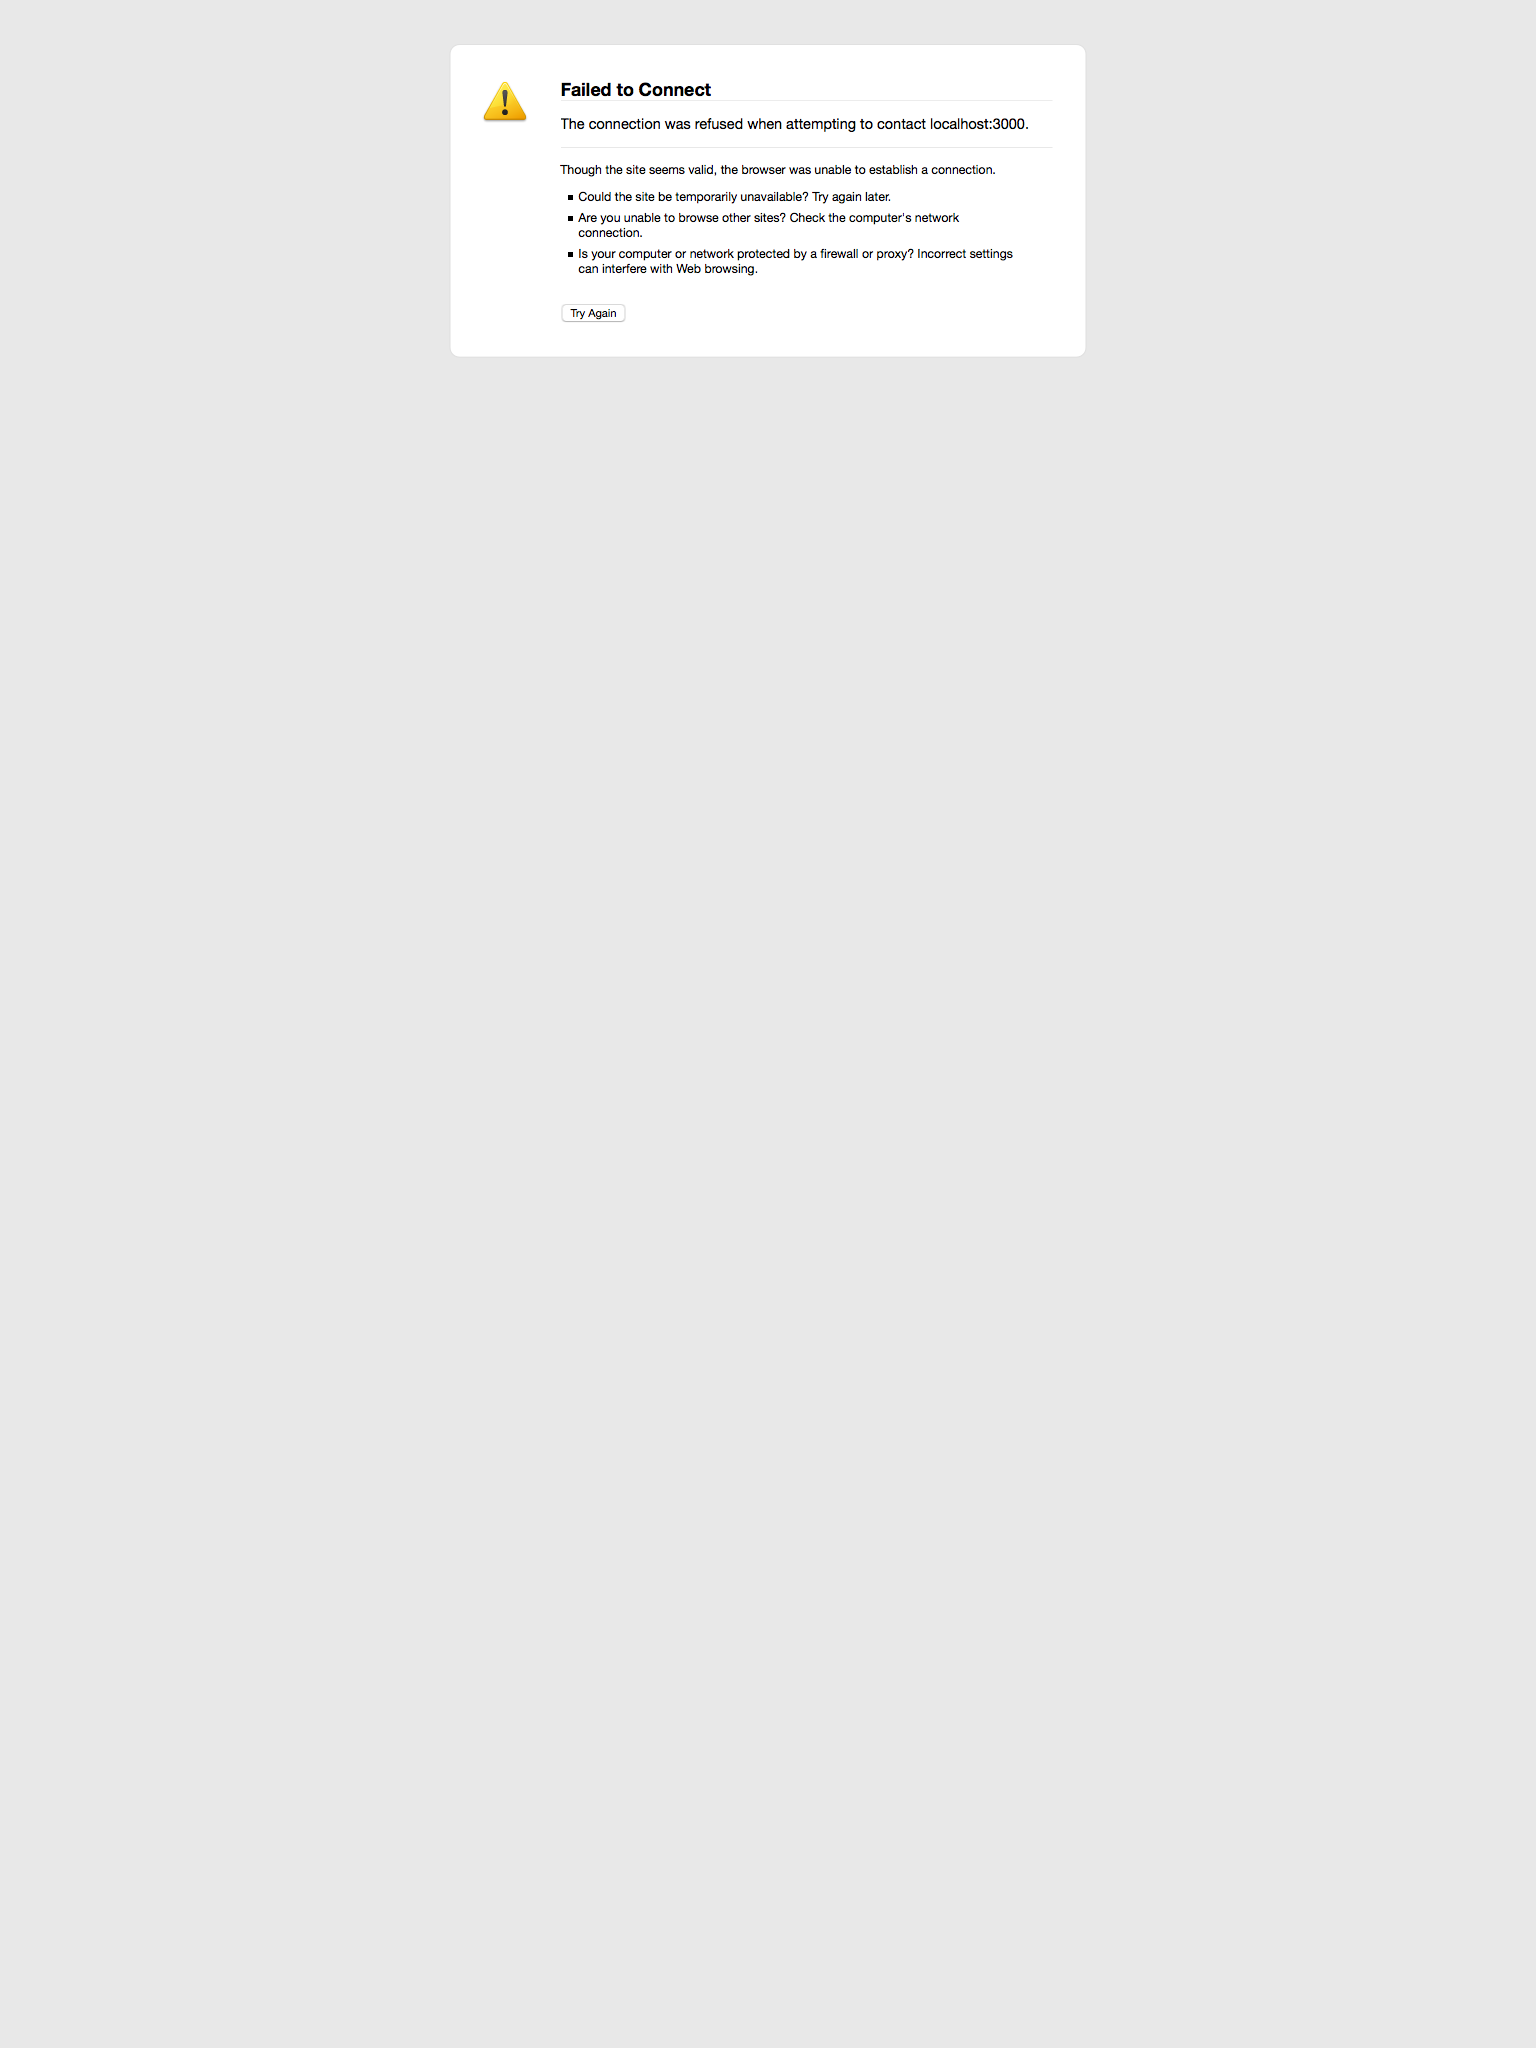 Failed to Connect
The connection was refused when attempting to contact localhost:3000.
Though the site seems valid, the browser was unable to establish a connection.
Could the site be temporarily unavailable? Try again later.
Are you unable to browse other sites? Check the computer's network
connection.
Is your computer or network protected by a firewall or proxy? Incorrect settings
can interfere with Web browsing.
Try Again